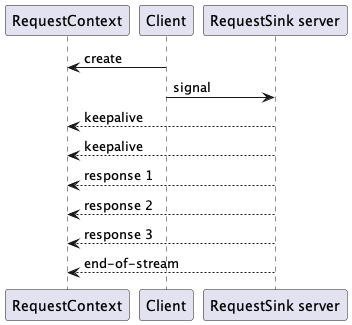 RequestContext Client RequestSink server
create
signal
keepalive
keepalive
response 1
response 2
response 3
end-of-stream
RequestContext Client RequestSink server